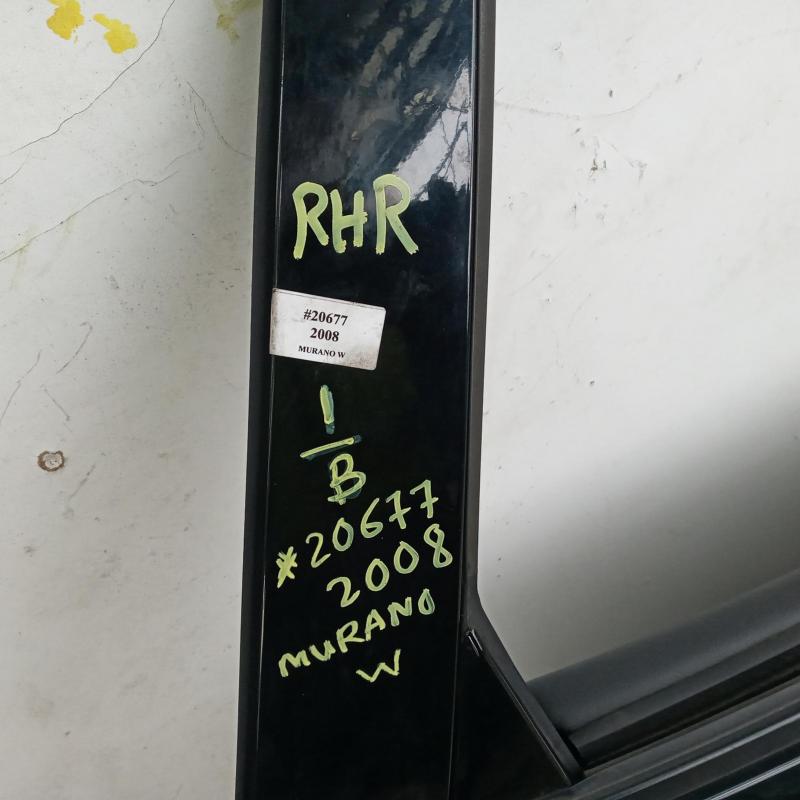 RHR
#20677
2008
MURANO W
1
B
*20677
2008
MURANO
W